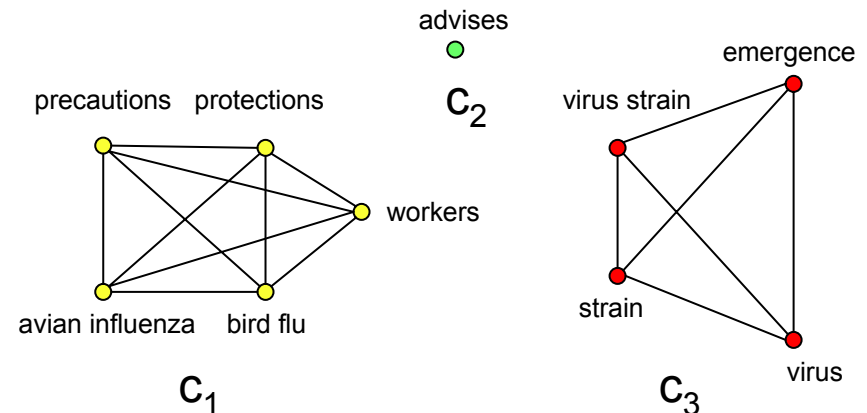 advises
emergence
precautions
protections
virus strain
c₂
workers
strain
avian influenza
bird flu
virus
c₁
c₃